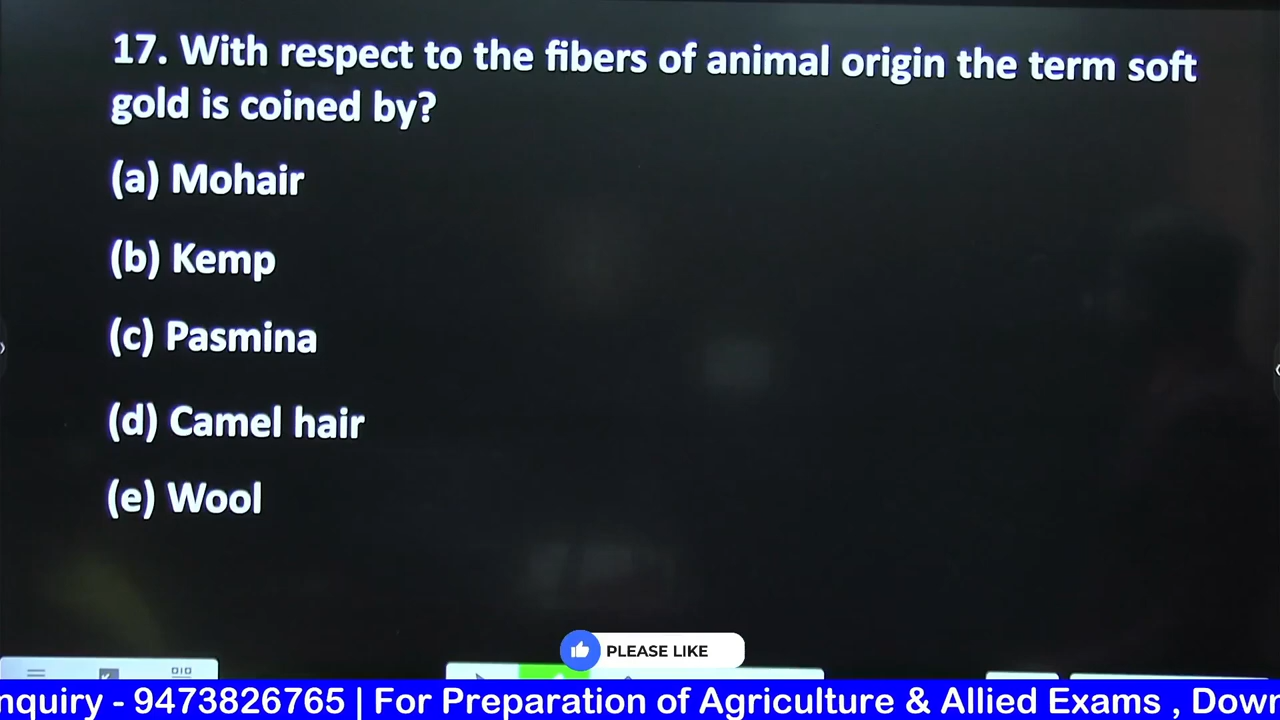 17. With respect to the fibers of animal origin the term soft
gold is coined by?
(a) Mohair
(b) Kemp
(c) Pasmina
(d) Camel hair
(e) Wool
PLEASE LIKE
nquiry - 9473826765 | For Preparation of Agriculture & Allied Exams , Down